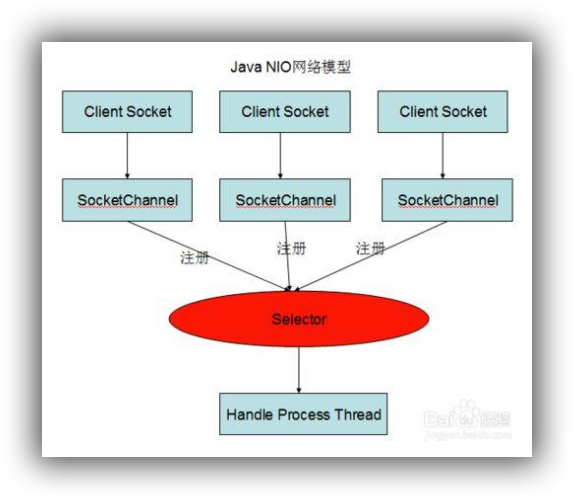 Java NIO网络模型
Client Socket
Client Socket
Client Socket
SocketChannel
SocketChannel
SocketChannel
注册
注册
注册
Selector
Handle Process Thread
Baidu经验
jingyan.baidu.com